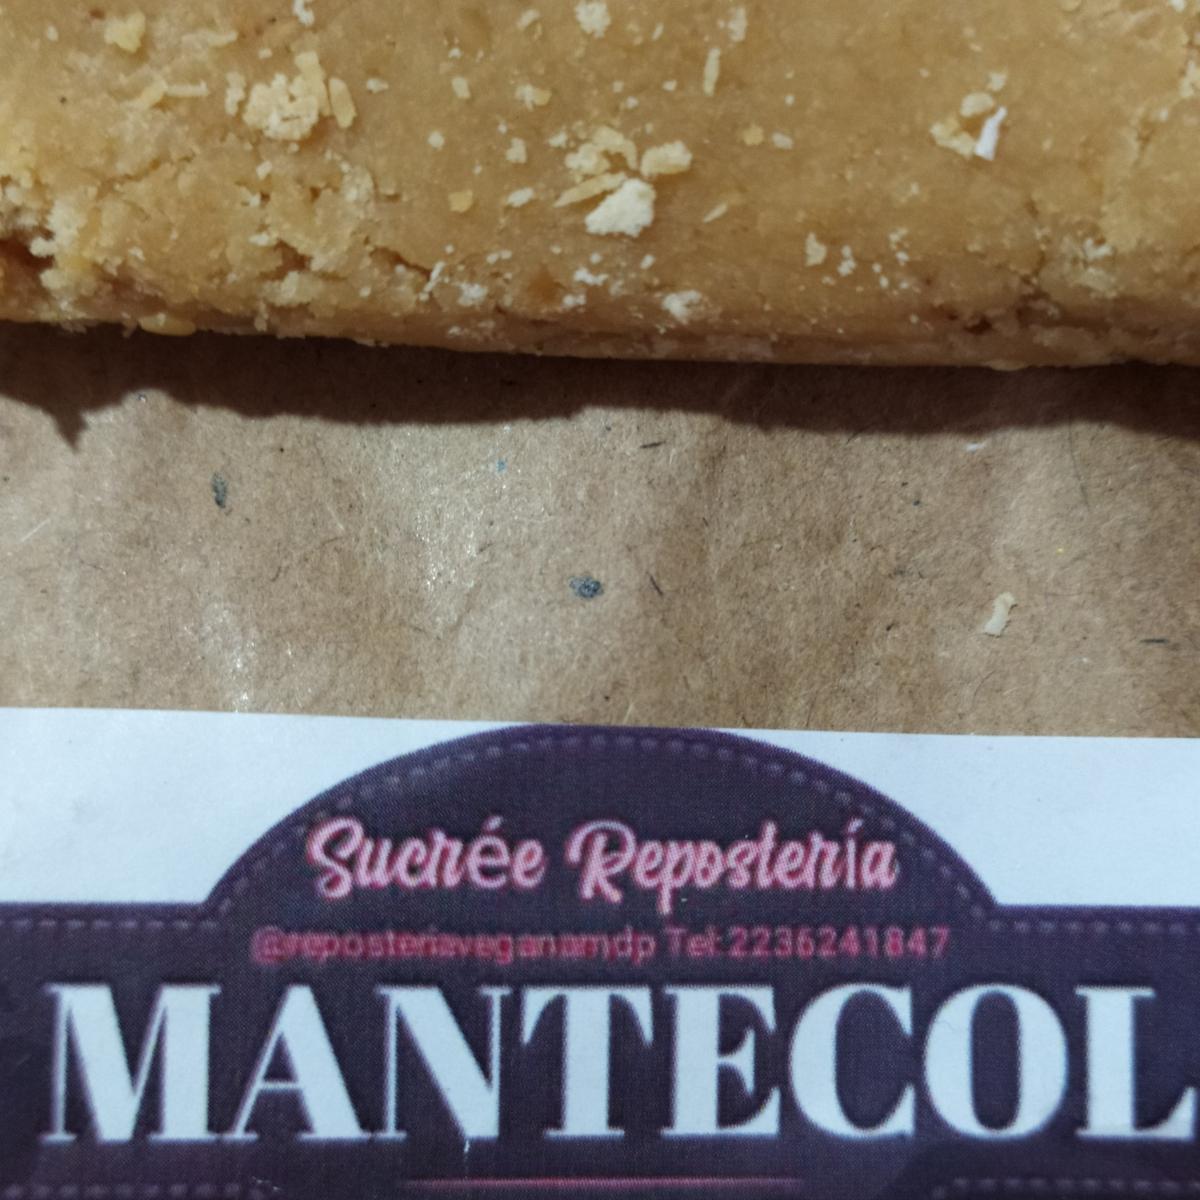 Sucrée Repostería
@reposteriaveganamdp Tel:2236241847
MANTECOL